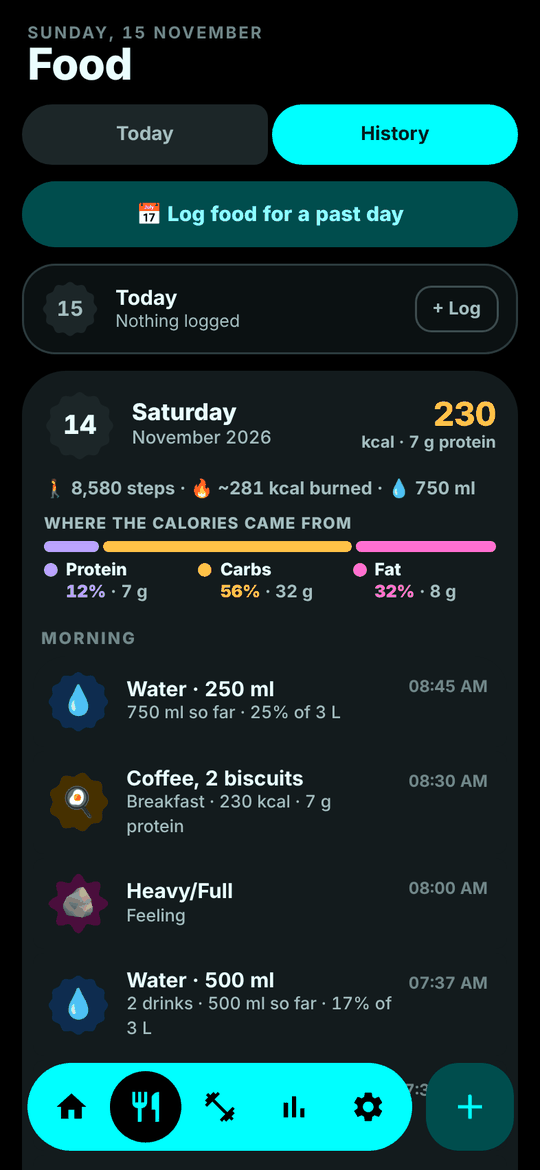 SUNDAY, 15 NOVEMBER
Food
Today
History
📅 Log food for a past day
15
Today
Nothing logged
+ Log
14
Saturday
November 2026
230
kcal · 7 g protein
🚶 8,580 steps · 🔥 ~281 kcal burned · 💧 750 ml
WHERE THE CALORIES CAME FROM
Protein
12% · 7 g
Carbs
56% · 32 g
Fat
32% · 8 g
MORNING
Water · 250 ml
750 ml so far · 25% of 3 L
08:45 AM
Coffee, 2 biscuits
Breakfast · 230 kcal · 7 g
protein
08:30 AM
Heavy/Full
Feeling
08:00 AM
Water · 500 ml
2 drinks · 500 ml so far · 17% of
3 L
07:37 AM